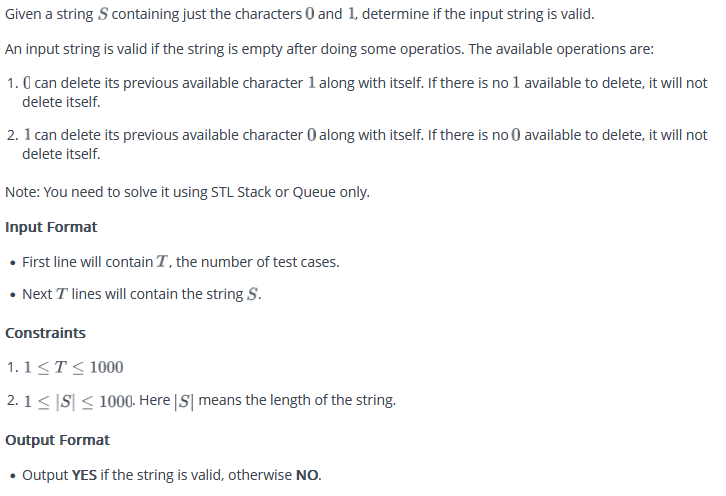 Given a string S containing just the characters 0 and 1, determine if the input string is valid.
An input string is valid if the string is empty after doing some operatios. The available operations are:
1. 0 can delete its previous available character 1 along with itself. If there is no 1 available to delete, it will not
delete itself.
2. 1 can delete its previous available character 0 along with itself. If there is no 0 available to delete, it will not
delete itself.
Note: You need to solve it using STL Stack or Queue only.
Input Format
• First line will contain T, the number of test cases.
• Next T lines will contain the string S.
Constraints
1. 1 ≤ T ≤ 1000
2. 1 ≤ |S| ≤ 1000. Here |S| means the length of the string.
Output Format
• Output YES if the string is valid, otherwise NO.